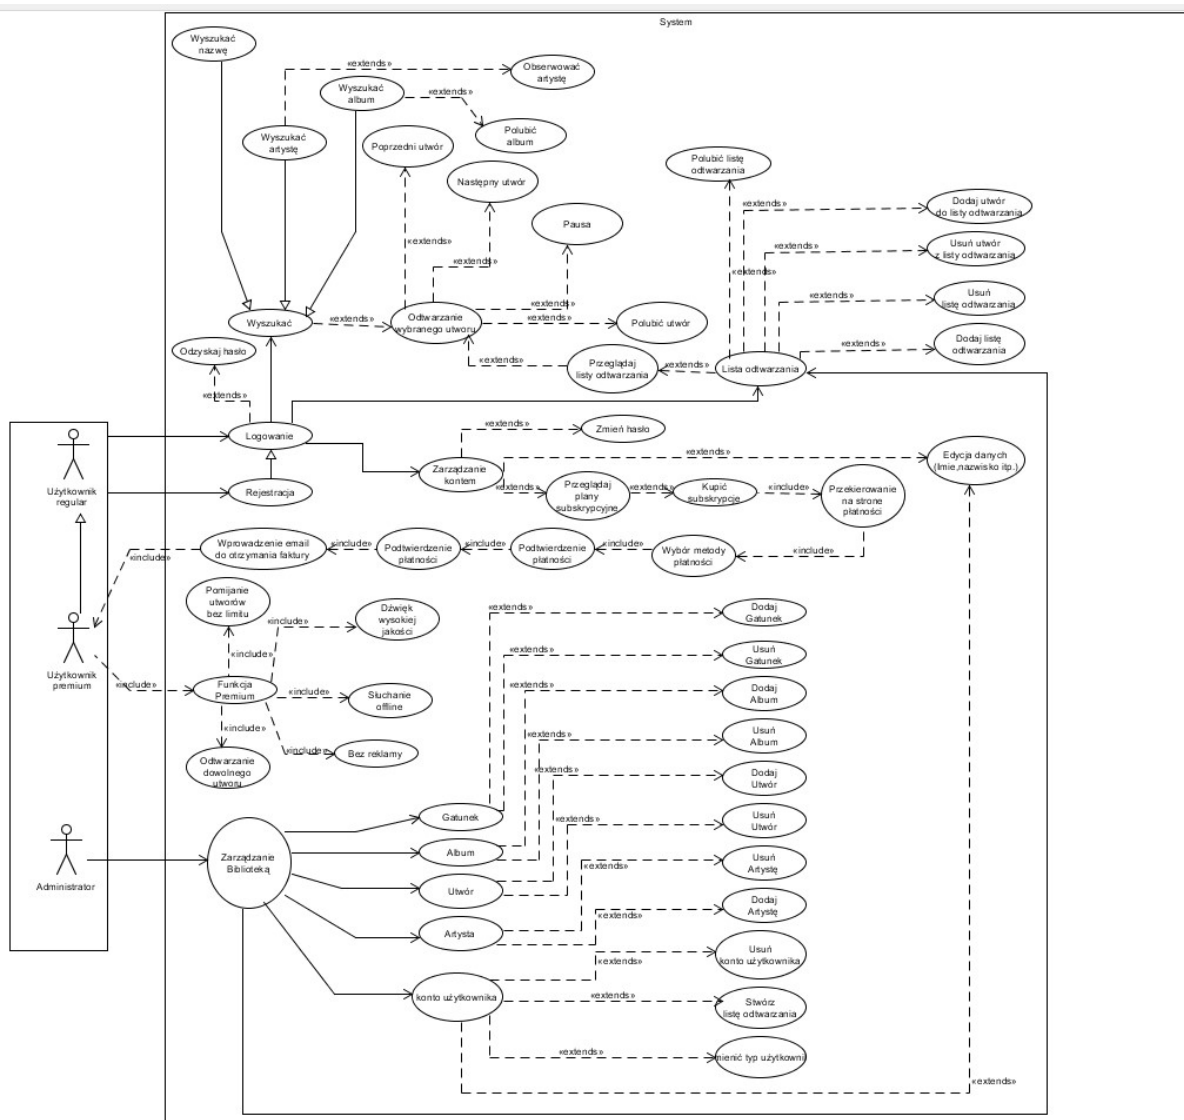 System
Wyszukać
nazwę
«extends»
Obserwować
artystę
Wyszukać
album
«extends»
Wyszukać
artystę
Polubić
album
Poprzedni utwór
Następny utwór
Pausa
«extends»
«extends»
«extends»
Wyszukać
«extends»
Odtwarzanie
wybranego utworu
«extends»
Polubić utwór
Odzyskaj hasło
«extends»
«extends»
Przeglądaj
listy odtwarzania
«extends»
Lista odtwarzania
Polubić listę
odtwarzania
«extends»
Dodaj utwór
do listy odtwarzania
«extends»
Usuń utwór
z listy odtwarzania
«extends»
«extends»
Usuń
listę odtwarzania
«extends»
Dodaj listę
odtwarzania
Użytkownik
regular
Logowanie
Rejestracja
«extends»
Zmień hasło
Zarządzanie
kontem
«extends»
Edycja danych
(Imie,nazwisko itp.)
«extends»
Przeglądaj
plany
subskrypcyjne
«extends»
Kupić
subskrypcję
«include»
Przekierowanie
na strone
płatności
«include»
Wprowadzenie email
do otrzymania faktury
«include»
Podtwierdzenie
płatności
«include»
Podtwierdzenie
płatności
«include»
Wybór metody
płatności
«include»
Użytkownik
premium
«include»
Funkcja
Premium
Pomijanie
utworów
bez limitu
«include»
«include»
Dźwięk
wysokiej
jakości
«include»
Słuchanie
offline
«include»
Odtwarzanie
dowolnego
utworu
«include»
Bez reklamy
«extends»
Dodaj
Gatunek
«extends»
Usuń
Gatunek
«extends»
Dodaj
Album
«extends»
Usuń
Album
«extends»
Dodaj
Utwór
«extends»
Usuń
Utwór
«extends»
Usuń
Artystę
«extends»
Dodaj
Artystę
Administrator
Zarządzanie
Biblioteką
Gatunek
Album
Utwór
Artysta
konto użytkownika
«extends»
Usuń
konto użytkownika
«extends»
Stwórz
listę odtwarzania
«extends»
mienić typ użytkowni
«extends»